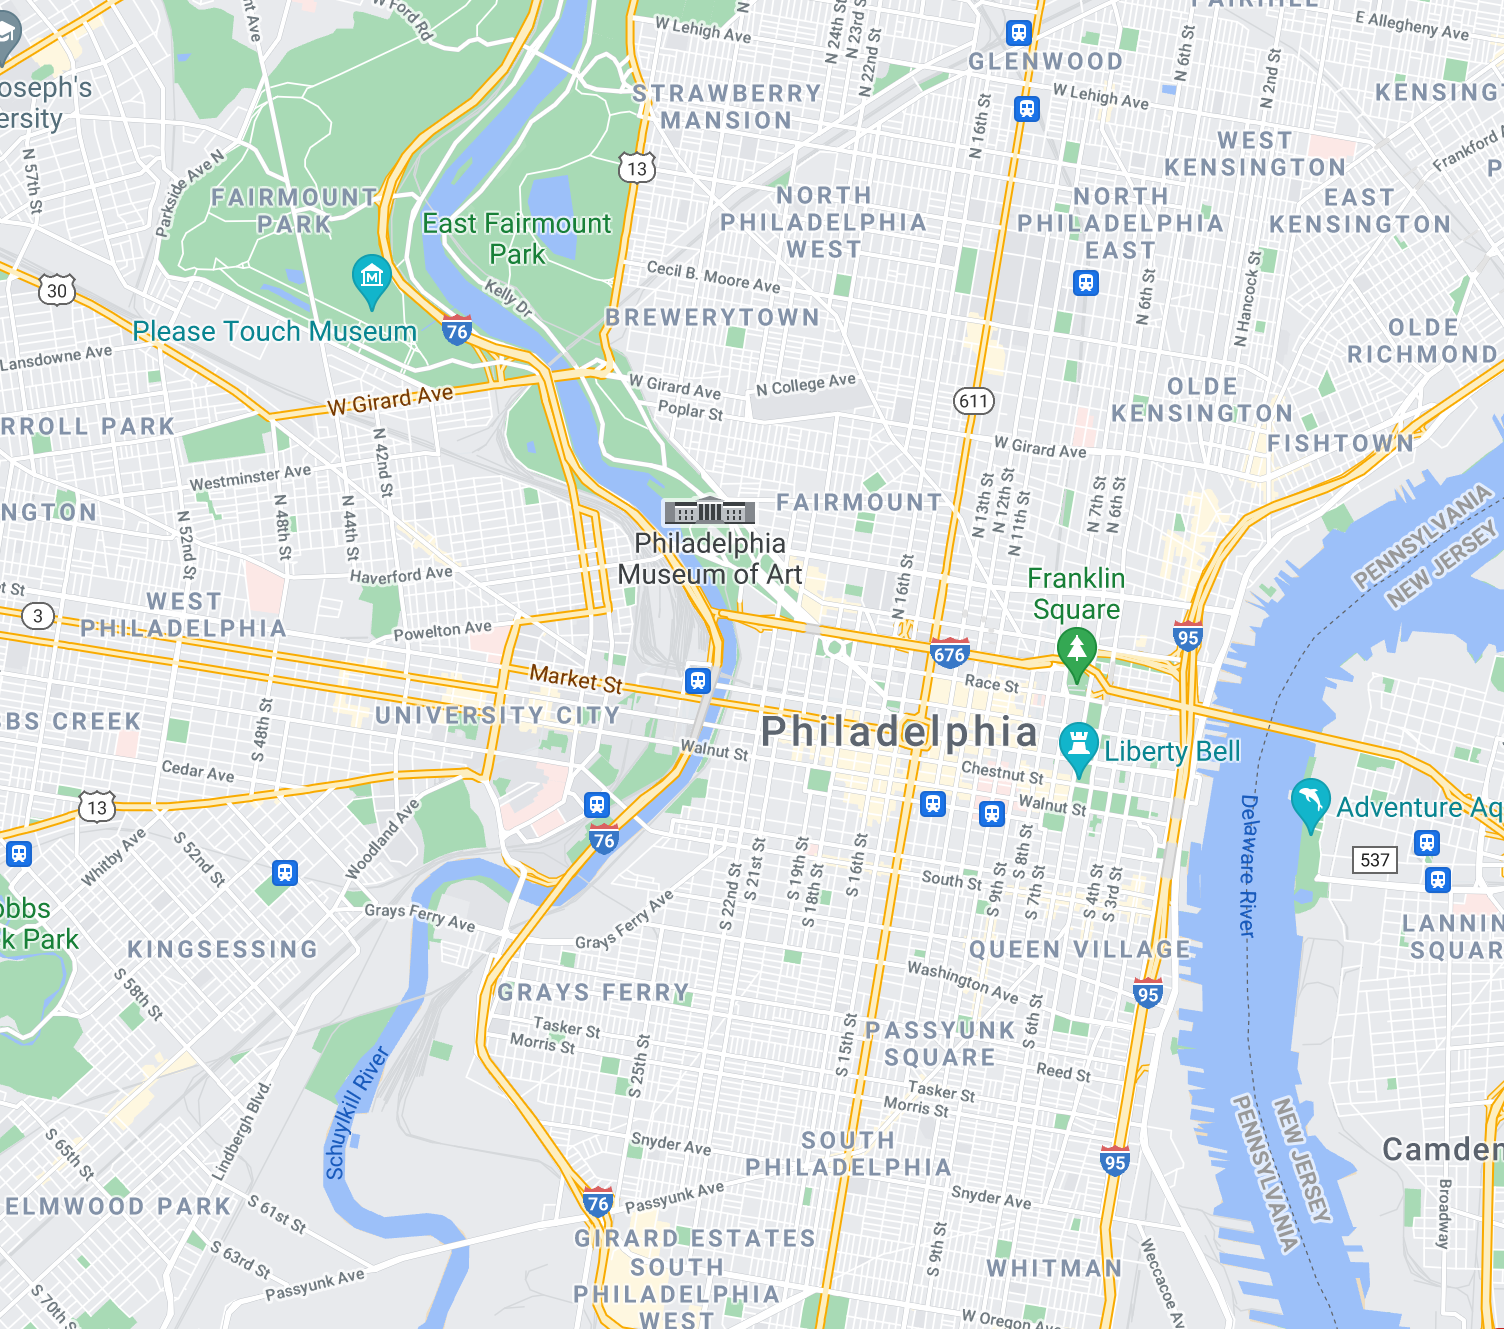 W Ford Rd
nt Ave
W Lehigh Ave
N
N 24th St
N 23rd S
N 22nd St
FAIRHILL
E Allegheny Ave
GLENWOOD
N 6th St
N 2nd St
oseph's
ersity
STRAWBERRY
MANSION
W Lehigh Ave
KENSINGT
N 16th St
WEST
KENSINGTON
Frankford
P
N 57th St
Parkside Ave N
13
FAIRMOUNT
PARK
East Fairmount
Park
NORTH
PHILADELPHIA
WEST
NORTH
PHILADELPHIA
EAST
EAST
KENSINGTON
30
Kelly Dr
Cecil B. Moore Ave
N 6th St
N Hancock St
Please Touch Museum
76
BREWERYTOWN
OLDE
RICHMOND
Lansdowne Ave
W Girard Ave
W Girard Ave
Poplar St
N College Ave
611
OLDE
KENSINGTON
RROLL PARK
N 42nd St
W Girard Ave
FISHTOWN
Westminster Ave
NGTON
N 52nd St
N 48th St
N 44th St
FAIRMOUNT
N 13th St
N 12th St
N 11th St
N 7th St
N 6th St
PENNSYLVANIA
NEW JERSEY
Philadelphia
Museum of Art
Haverford Ave
N 16th St
Franklin
Square
et St
3
WEST
PHILADELPHIA
Powelton Ave
676
95
Market St
Race St
BBS CREEK
S 48th St
UNIVERSITY CITY
Philadelphia
Walnut St
Liberty Bell
Cedar Ave
Chestnut St
Walnut St
13
Woodland Ave
76
Delaware River
Adventure Aq
537
Whitby Ave
S 52nd St
S 22nd St
S 21st St
S 19th St
S 18th St
S 16th St
South St
S 9th St
S 8th St
S 7th St
S 4th St
S 3rd St
obbs
k Park
Grays Ferry Ave
Grays Ferry Ave
LANNIN
SQUAR
KINGSESSING
QUEEN VILLAGE
S 58th St
GRAYS FERRY
Washington Ave
95
Tasker St
Morris St
S 25th St
S 15th St
PASSYUNK
SQUARE
S 6th St
Reed St
Schuylkill River
Tasker St
Morris St
Lindbergh Blvd.
PENNSYLVANIA
NEW JERSEY
S 65th St
Snyder Ave
SOUTH
PHILADELPHIA
95
Camden
ELMWOOD PARK
S 61st St
76
Passyunk Ave
Snyder Ave
Broadway
S 63rd St
Passyunk Ave
GIRARD ESTATES
S 9th St
Weccacoe Av
S 70th S
SOUTH
PHILADELPHIA
WEST
WHITMAN
W Oregon Ave